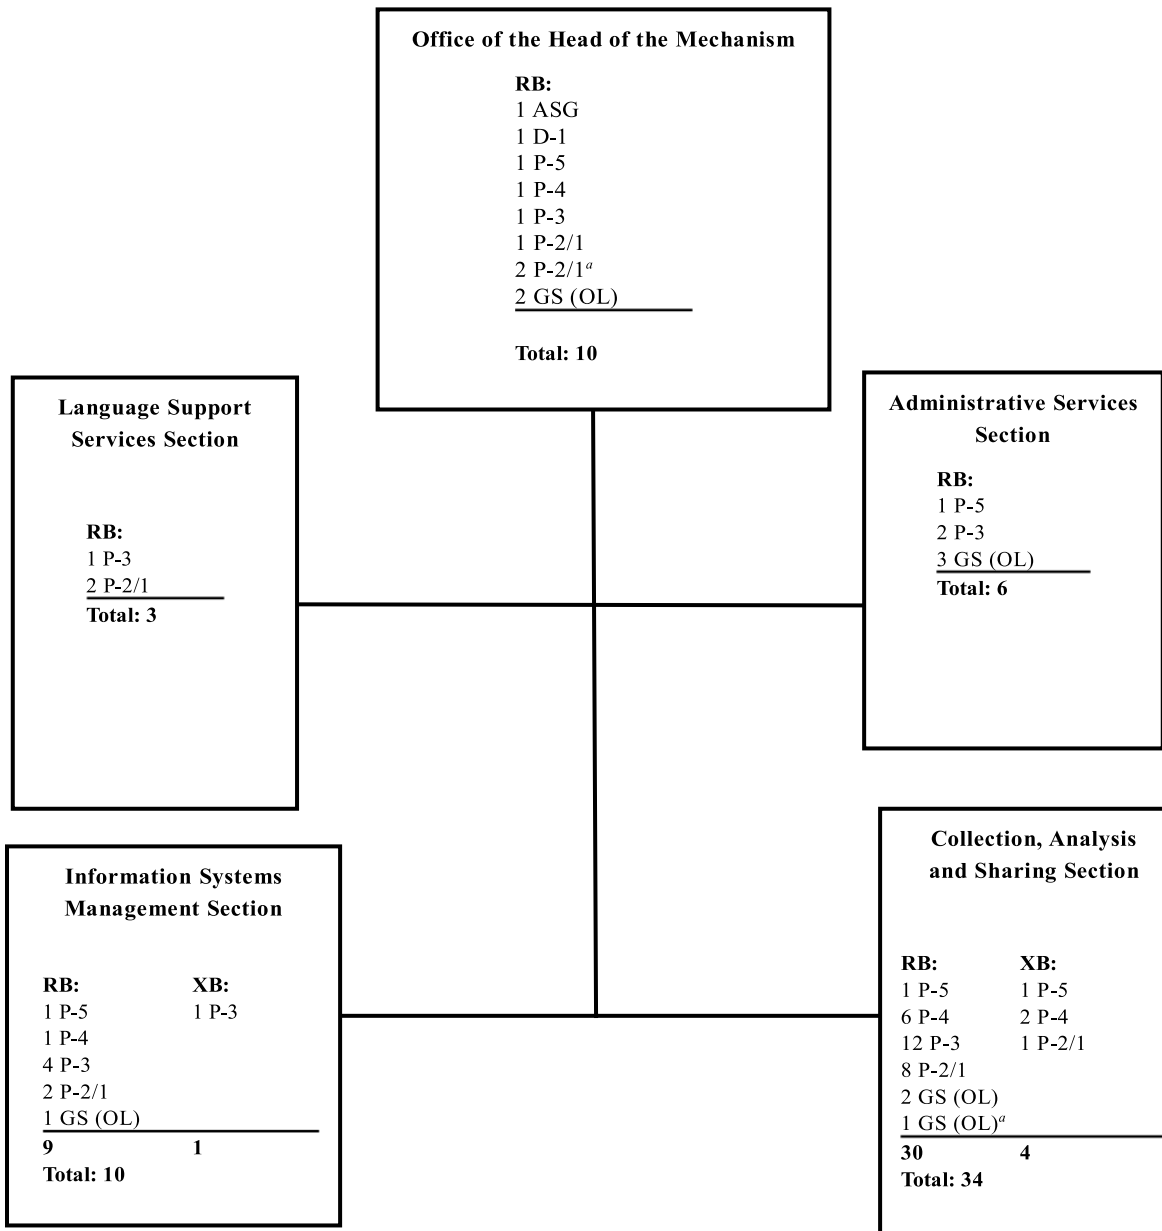 Office of the Head of the Mechanism
RB:
1 ASG
1 D-1
1 P-5
1 P-4
1 P-3
1 P-2/1
2 P-2/1ᵃ
2 GS (OL)
Total: 10
Language Support
Services Section
RB:
1 P-3
2 P-2/1
Total: 3
Administrative Services
Section
RB:
1 P-5
2 P-3
3 GS (OL)
Total: 6
Information Systems
Management Section
RB: XB:
1 P-5 1 P-3
1 P-4
4 P-3
2 P-2/1
1 GS (OL)
9 1
Total: 10
Collection, Analysis
and Sharing Section
RB: XB:
1 P-5 1 P-5
6 P-4 2 P-4
12 P-3 1 P-2/1
8 P-2/1
2 GS (OL)
1 GS (OL)ᵃ
30 4
Total: 34